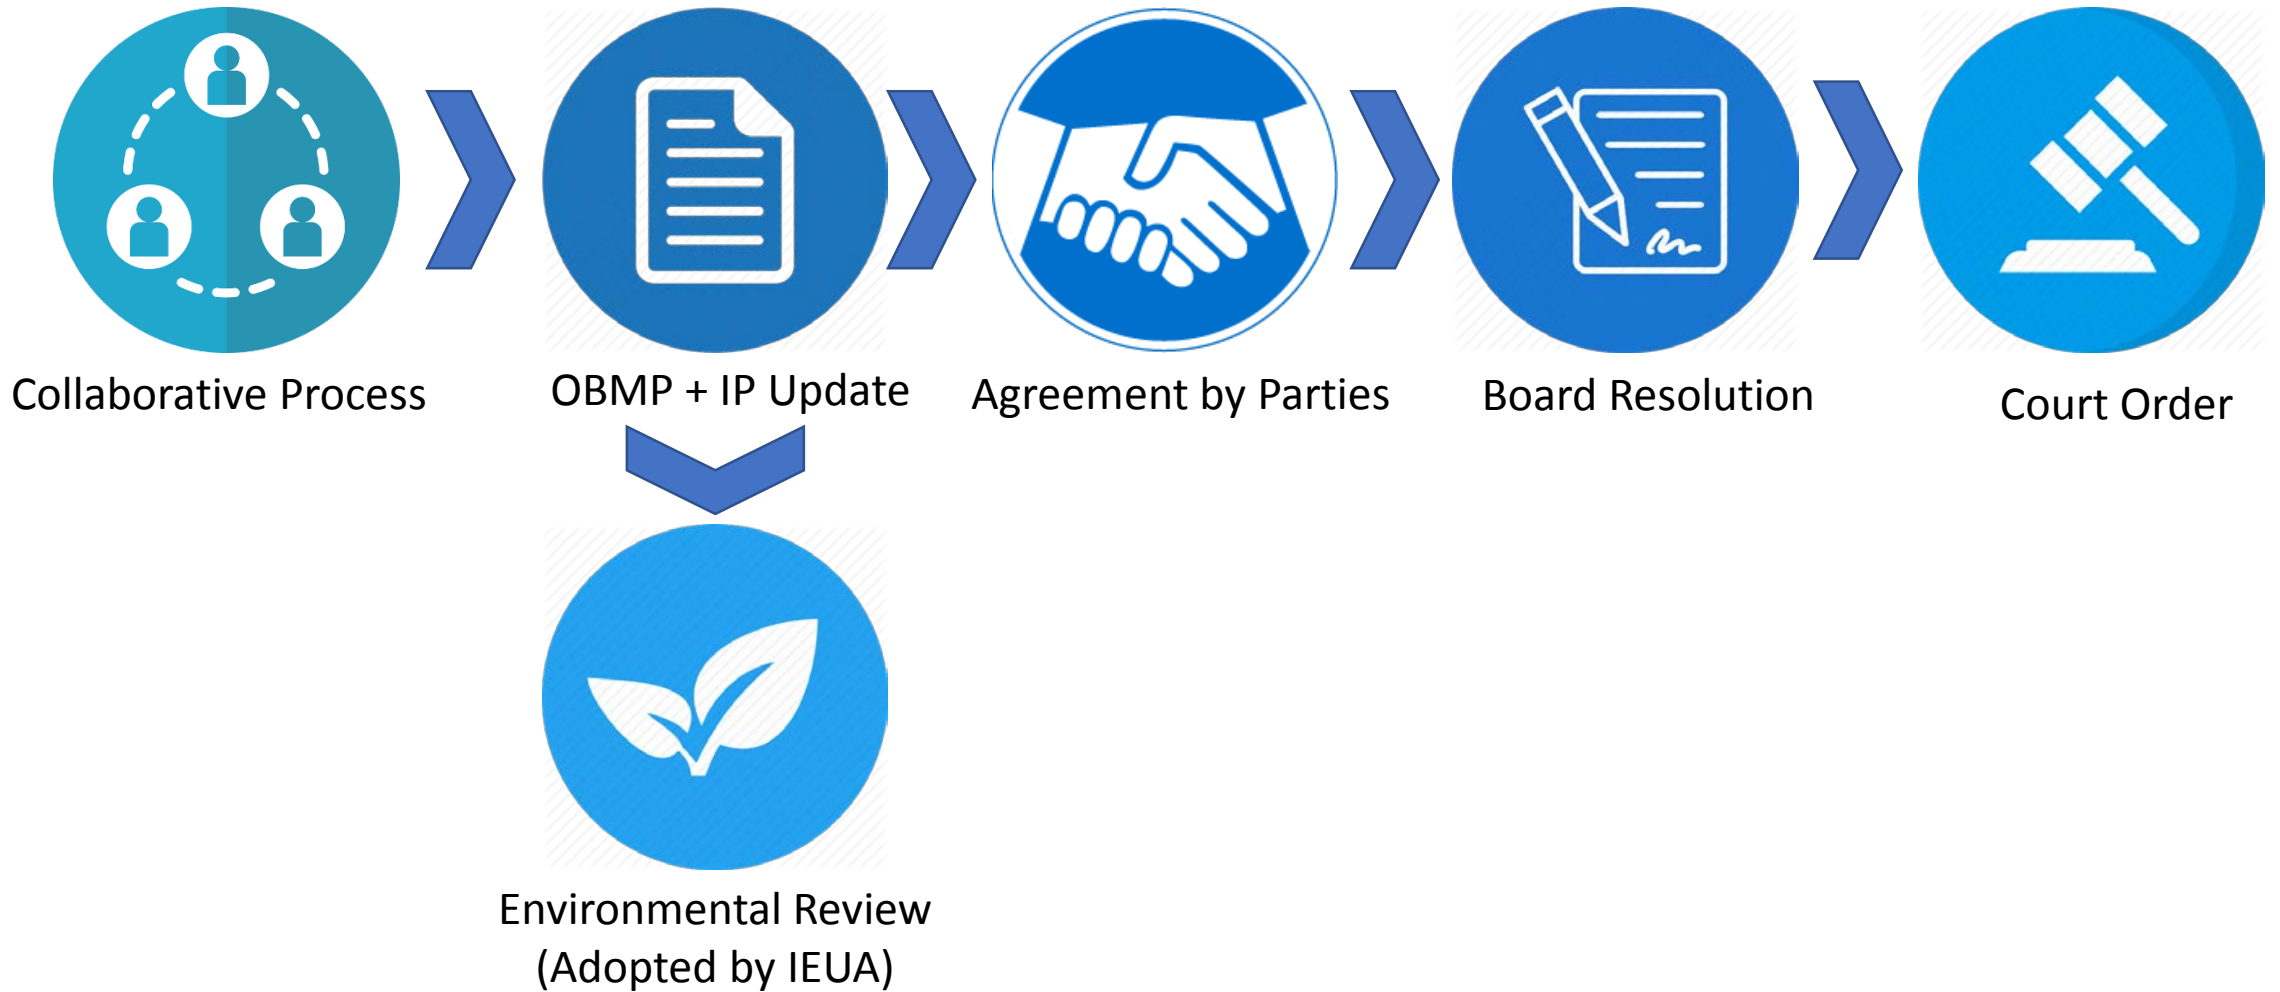 Collaborative Process
OBMP + IP Update
Agreement by Parties
Board Resolution
Court Order
Environmental Review
(Adopted by IEUA)